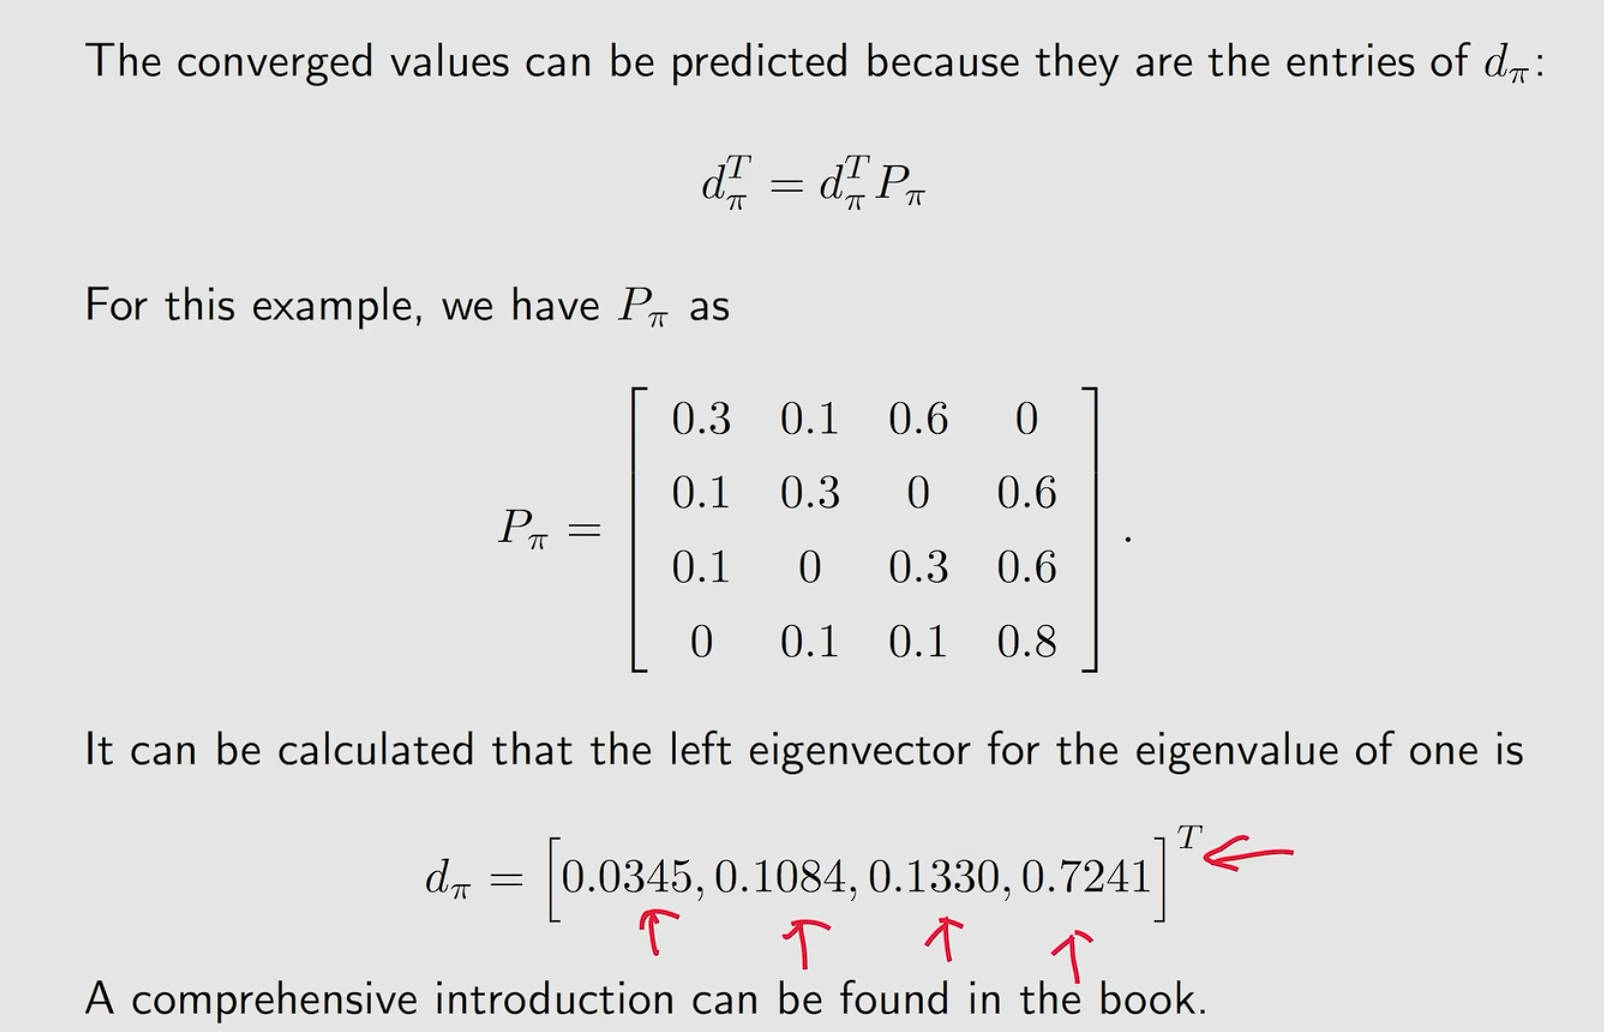 The converged values can be predicted because they are the entries of $d_\pi$:
$d_\pi^T = d_\pi^T P_\pi$
For this example, we have $P_\pi$ as
$P_\pi = \begin{bmatrix} 0.3 & 0.1 & 0.6 & 0 \\ 0.1 & 0.3 & 0 & 0.6 \\ 0.1 & 0 & 0.3 & 0.6 \\ 0 & 0.1 & 0.1 & 0.8 \end{bmatrix}.$
It can be calculated that the left eigenvector for the eigenvalue of one is
$d_\pi = \left[0.0345, 0.1084, 0.1330, 0.7241\right]^T$
A comprehensive introduction can be found in the book.